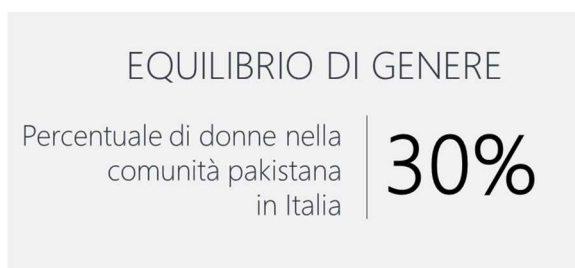 EQUILIBRIO DI GENERE
Percentuale di donne nella
comunità pakistana
in Italia
30%